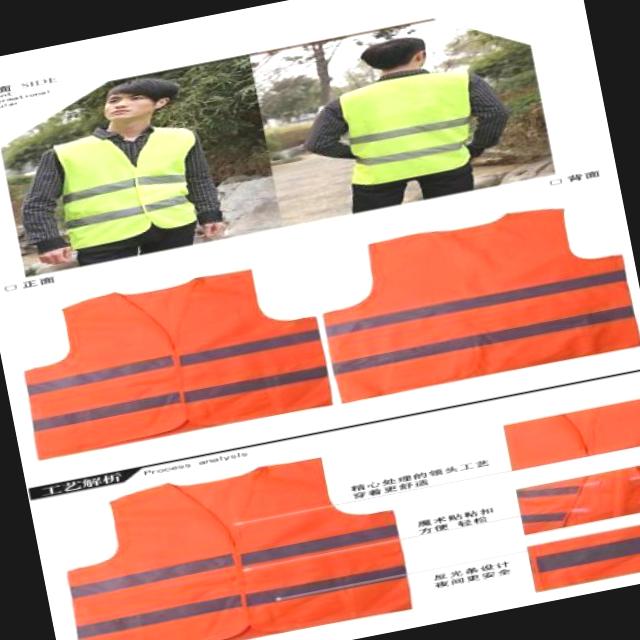 面 SIDE
正面
背面
工艺解析 Process analysis
精心处理的领头工艺
穿着更舒适
魔术贴粘扣
方便 轻松
反光条设计
夜间更安全